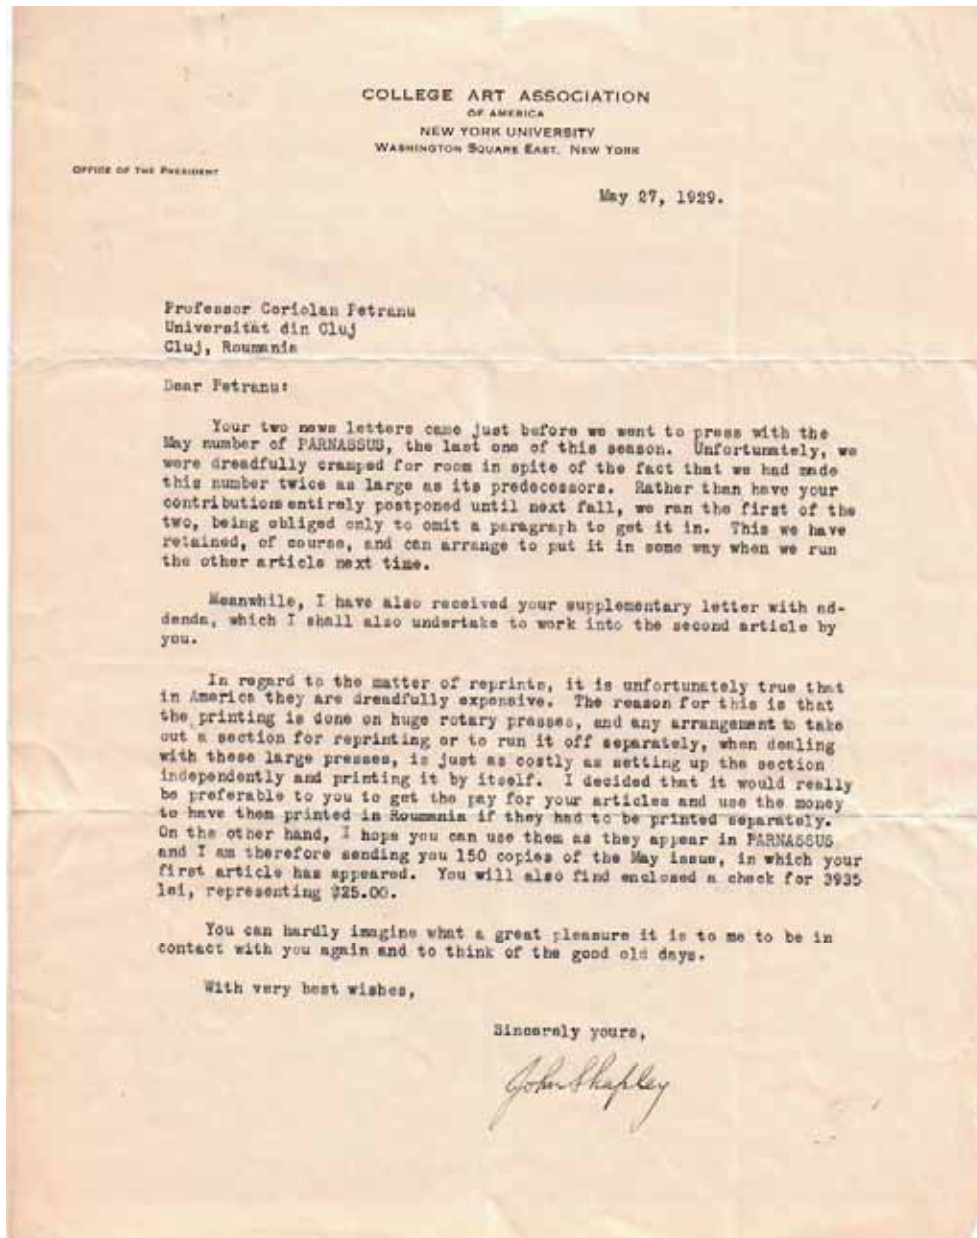 COLLEGE ART ASSOCIATION
OF AMERICA
NEW YORK UNIVERSITY
WASHINGTON SQUARE EAST, NEW YORK
OFFICE OF THE PRESIDENT
May 27, 1929.
Professor Coriolan Petranu
Universitat din Cluj
Cluj, Roumania
Dear Petranu:
Your two news letters came just before we went to press with the
May number of PARNASSUS, the last one of this season. Unfortunately, we
were dreadfully cramped for room in spite of the fact that we had made
this number twice as large as its predecessors. Rather than have your
contributions entirely postponed until next fall, we ran the first of the
two, being obliged only to omit a paragraph to get it in. This we have
retained, of course, and can arrange to put it in some way when we run
the other article next time.
Meanwhile, I have also received your supplementary letter with ad-
denda, which I shall also undertake to work into the second article by
you.
In regard to the matter of reprints, it is unfortunately true that
in America they are dreadfully expensive. The reason for this is that
the printing is done on huge rotary presses, and any arrangement to take
out a section for reprinting or to run it off separately, when dealing
with these large presses, is just as costly as setting up the section
independently and printing it by itself. I decided that it would really
be preferable to you to get the pay for your articles and use the money
to have them printed in Roumania if they had to be printed separately.
On the other hand, I hope you can use them as they appear in PARNASSUS
and I am therefore sending you 150 copies of the May issue, in which your
first article has appeared. You will also find enclosed a check for 3935
lei, representing $25.00.
You can hardly imagine what a great pleasure it is to me to be in
contact with you again and to think of the good old days.
With very best wishes,
Sincerely yours,
John Shapley